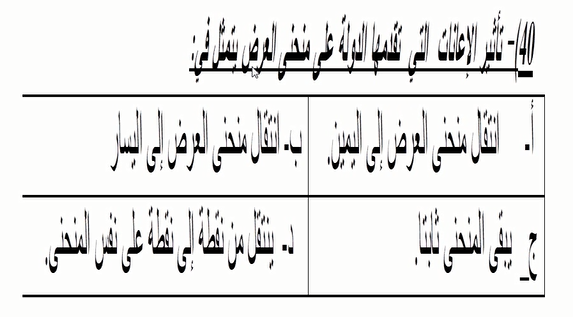 40)- تأثير الإعانات التي تقدمها الدولة على منحنى العرض يتمثل في:
أ- انتقال منحنى العرض إلى اليمين. ب- انتقال منحنى العرض إلى اليسار
ج_ يبقى المنحنى ثابتا. د- ينتقل من نقطة إلى نقطة على نفس المنحنى.